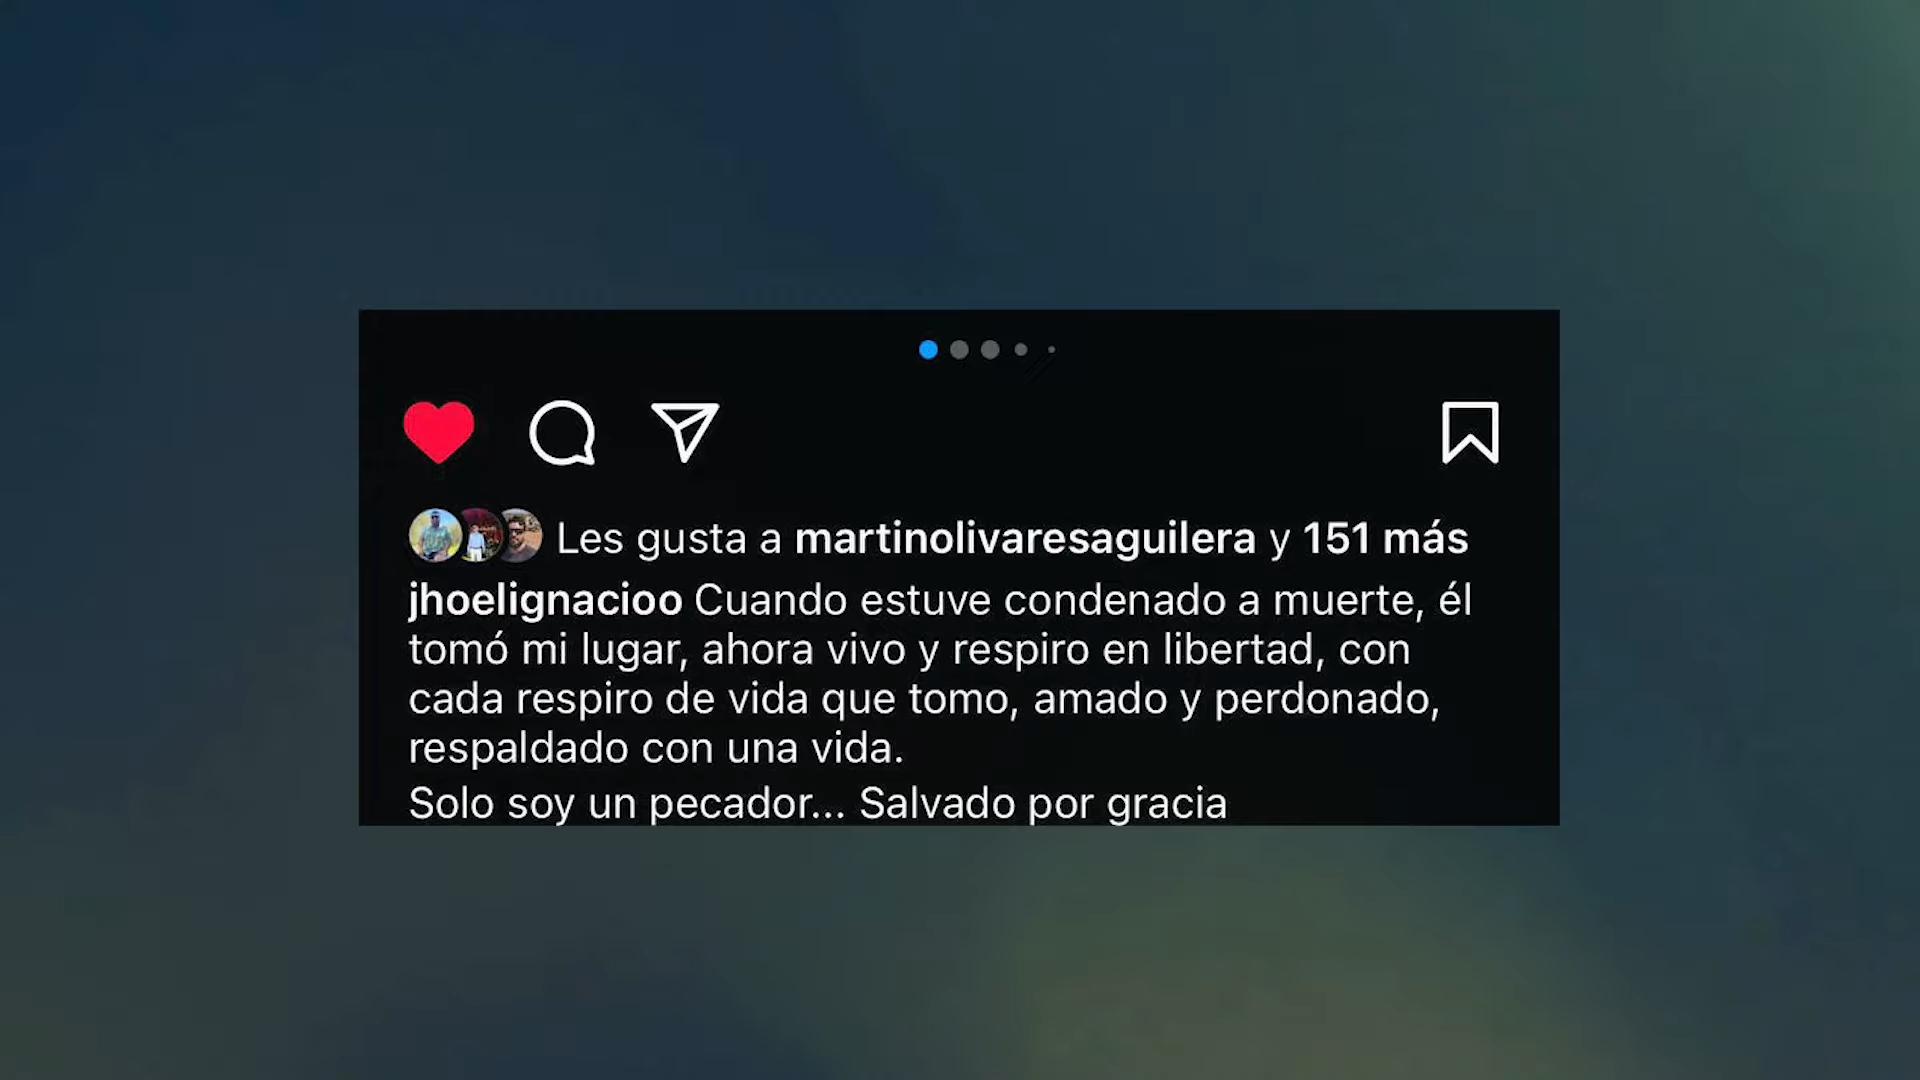 Les gusta a martinolivaresaguilera y 151 más
jhoelignacioo Cuando estuve condenado a muerte, él
tomó mi lugar, ahora vivo y respiro en libertad, con
cada respiro de vida que tomo, amado y perdonado,
respaldado con una vida.
Solo soy un pecador... Salvado por gracia